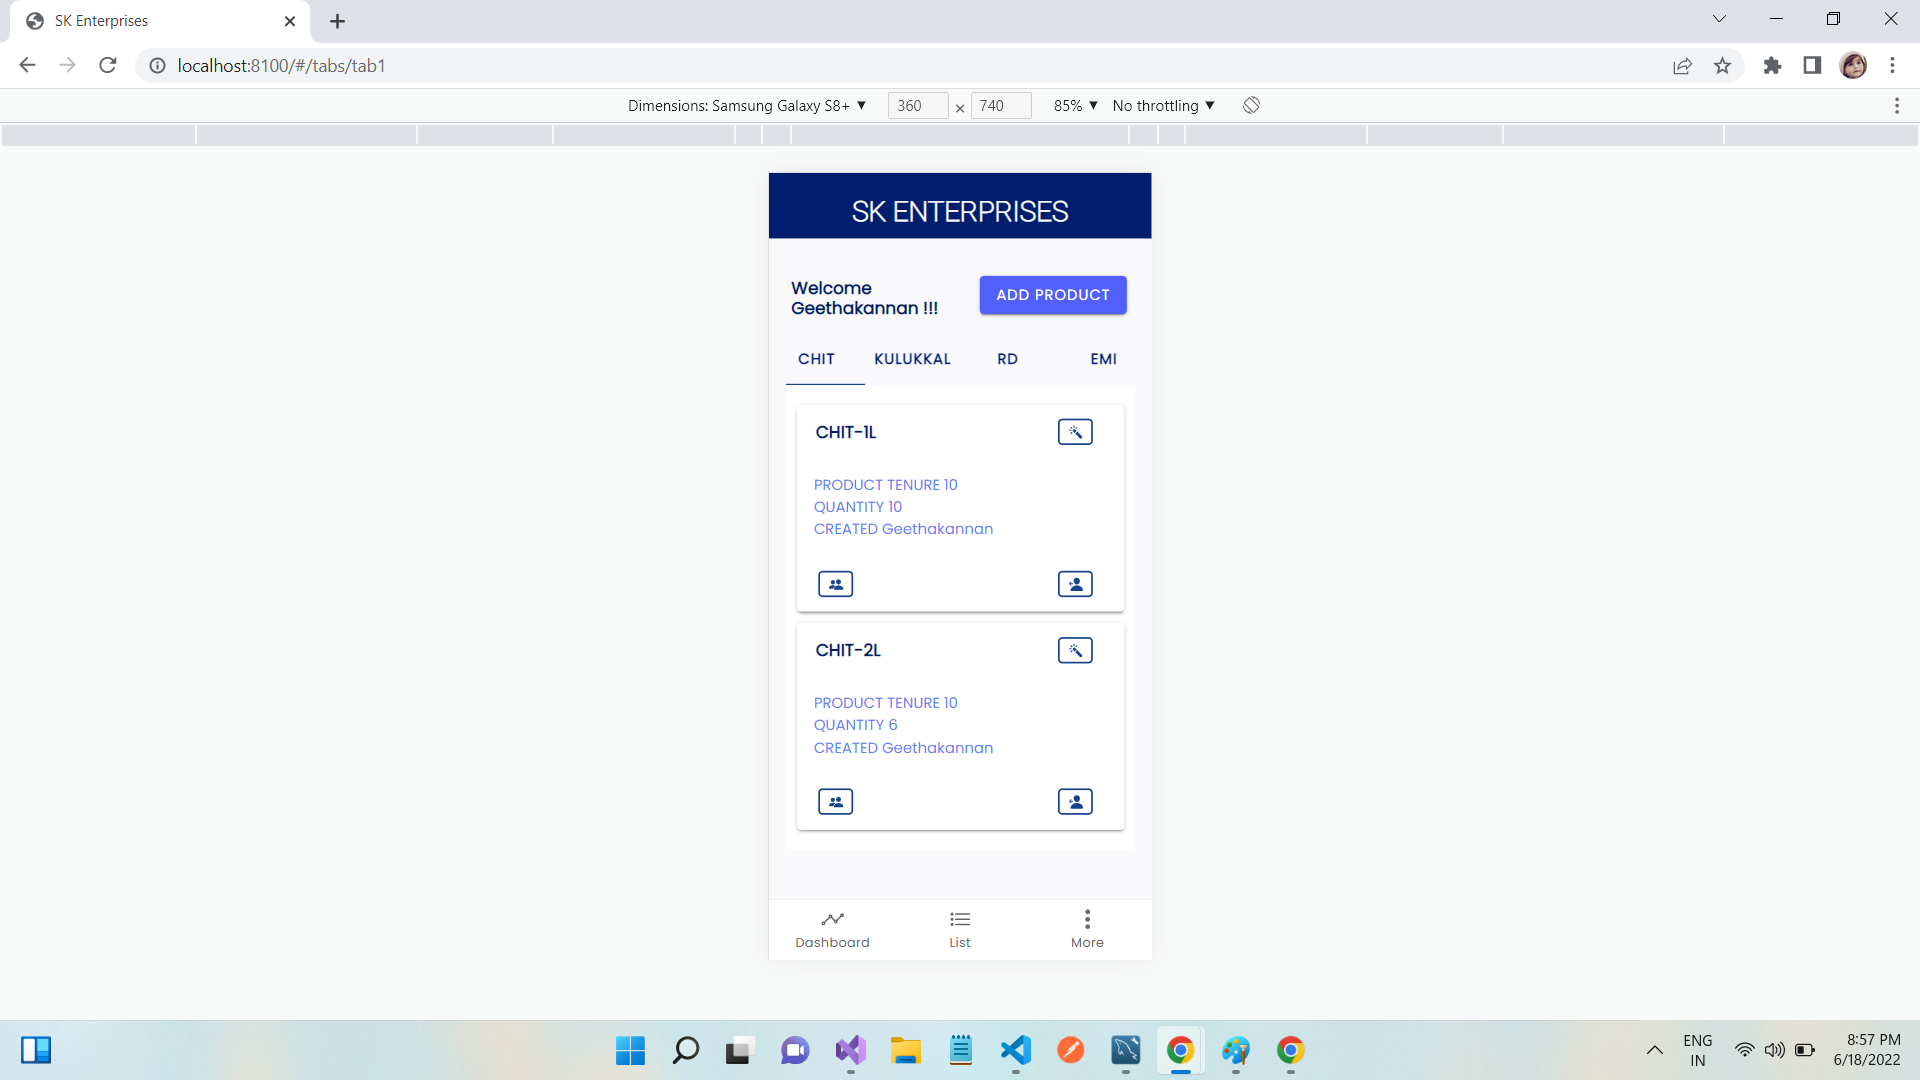 SK Enterprises
localhost:8100/#/tabs/tab1
Dimensions: Samsung Galaxy S8+ ▼ 360 × 740 85% ▼ No throttling ▼
SK ENTERPRISES
Welcome
Geethakannan !!!
ADD PRODUCT
CHIT KULUKKAL RD EMI
CHIT-1L
PRODUCT TENURE 10
QUANTITY 10
CREATED Geethakannan
CHIT-2L
PRODUCT TENURE 10
QUANTITY 6
CREATED Geethakannan
Dashboard List More
ENG
IN
8:57 PM
6/18/2022